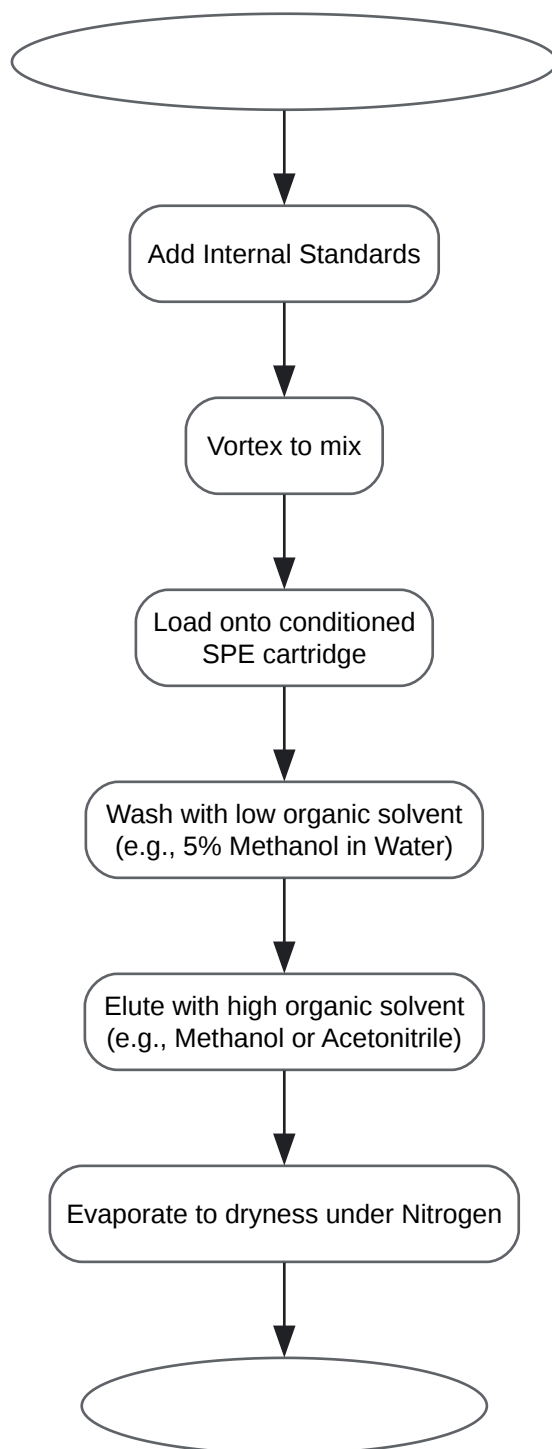 Add Internal Standards
Vortex to mix
Load onto conditioned
SPE cartridge
Wash with low organic solvent
(e.g., 5% Methanol in Water)
Elute with high organic solvent
(e.g., Methanol or Acetonitrile)
Evaporate to dryness under Nitrogen